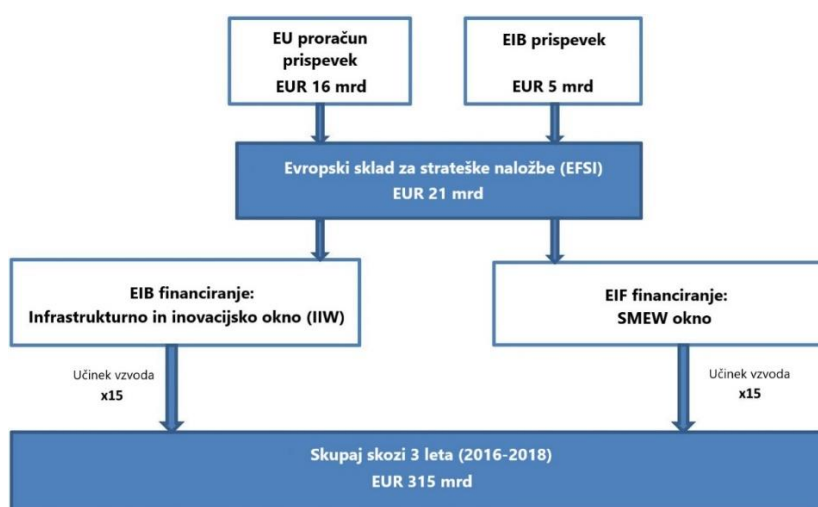 EU proračun
prispevek
EUR 16 mrd
EIB prispevek
EUR 5 mrd
Evropski sklad za strateške naložbe (EFSI)
EUR 21 mrd
EIB financiranje:
Infrastrukturno in inovacijsko okno (IIW)
EIF financiranje:
SMEW okno
Učinek vzvoda
x15
Učinek vzvoda
x15
Skupaj skozi 3 leta (2016-2018)
EUR 315 mrd